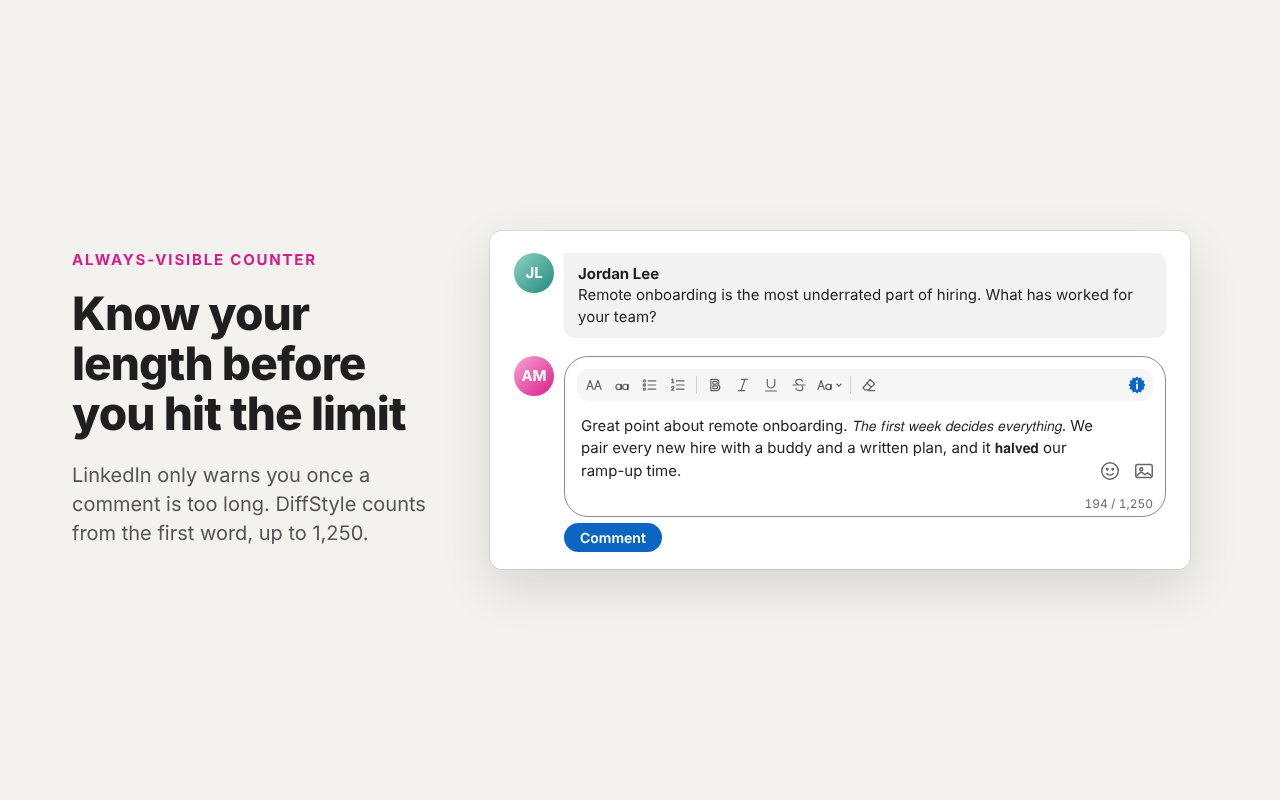 ALWAYS-VISIBLE COUNTER
Know your
length before
you hit the limit
LinkedIn only warns you once a
comment is too long. DiffStyle counts
from the first word, up to 1,250.
JL
Jordan Lee
Remote onboarding is the most underrated part of hiring. What has worked for
your team?
AM
AA aa B I U S Aa
Great point about remote onboarding. The first week decides everything. We
pair every new hire with a buddy and a written plan, and it halved our
ramp-up time.
194 / 1,250
Comment